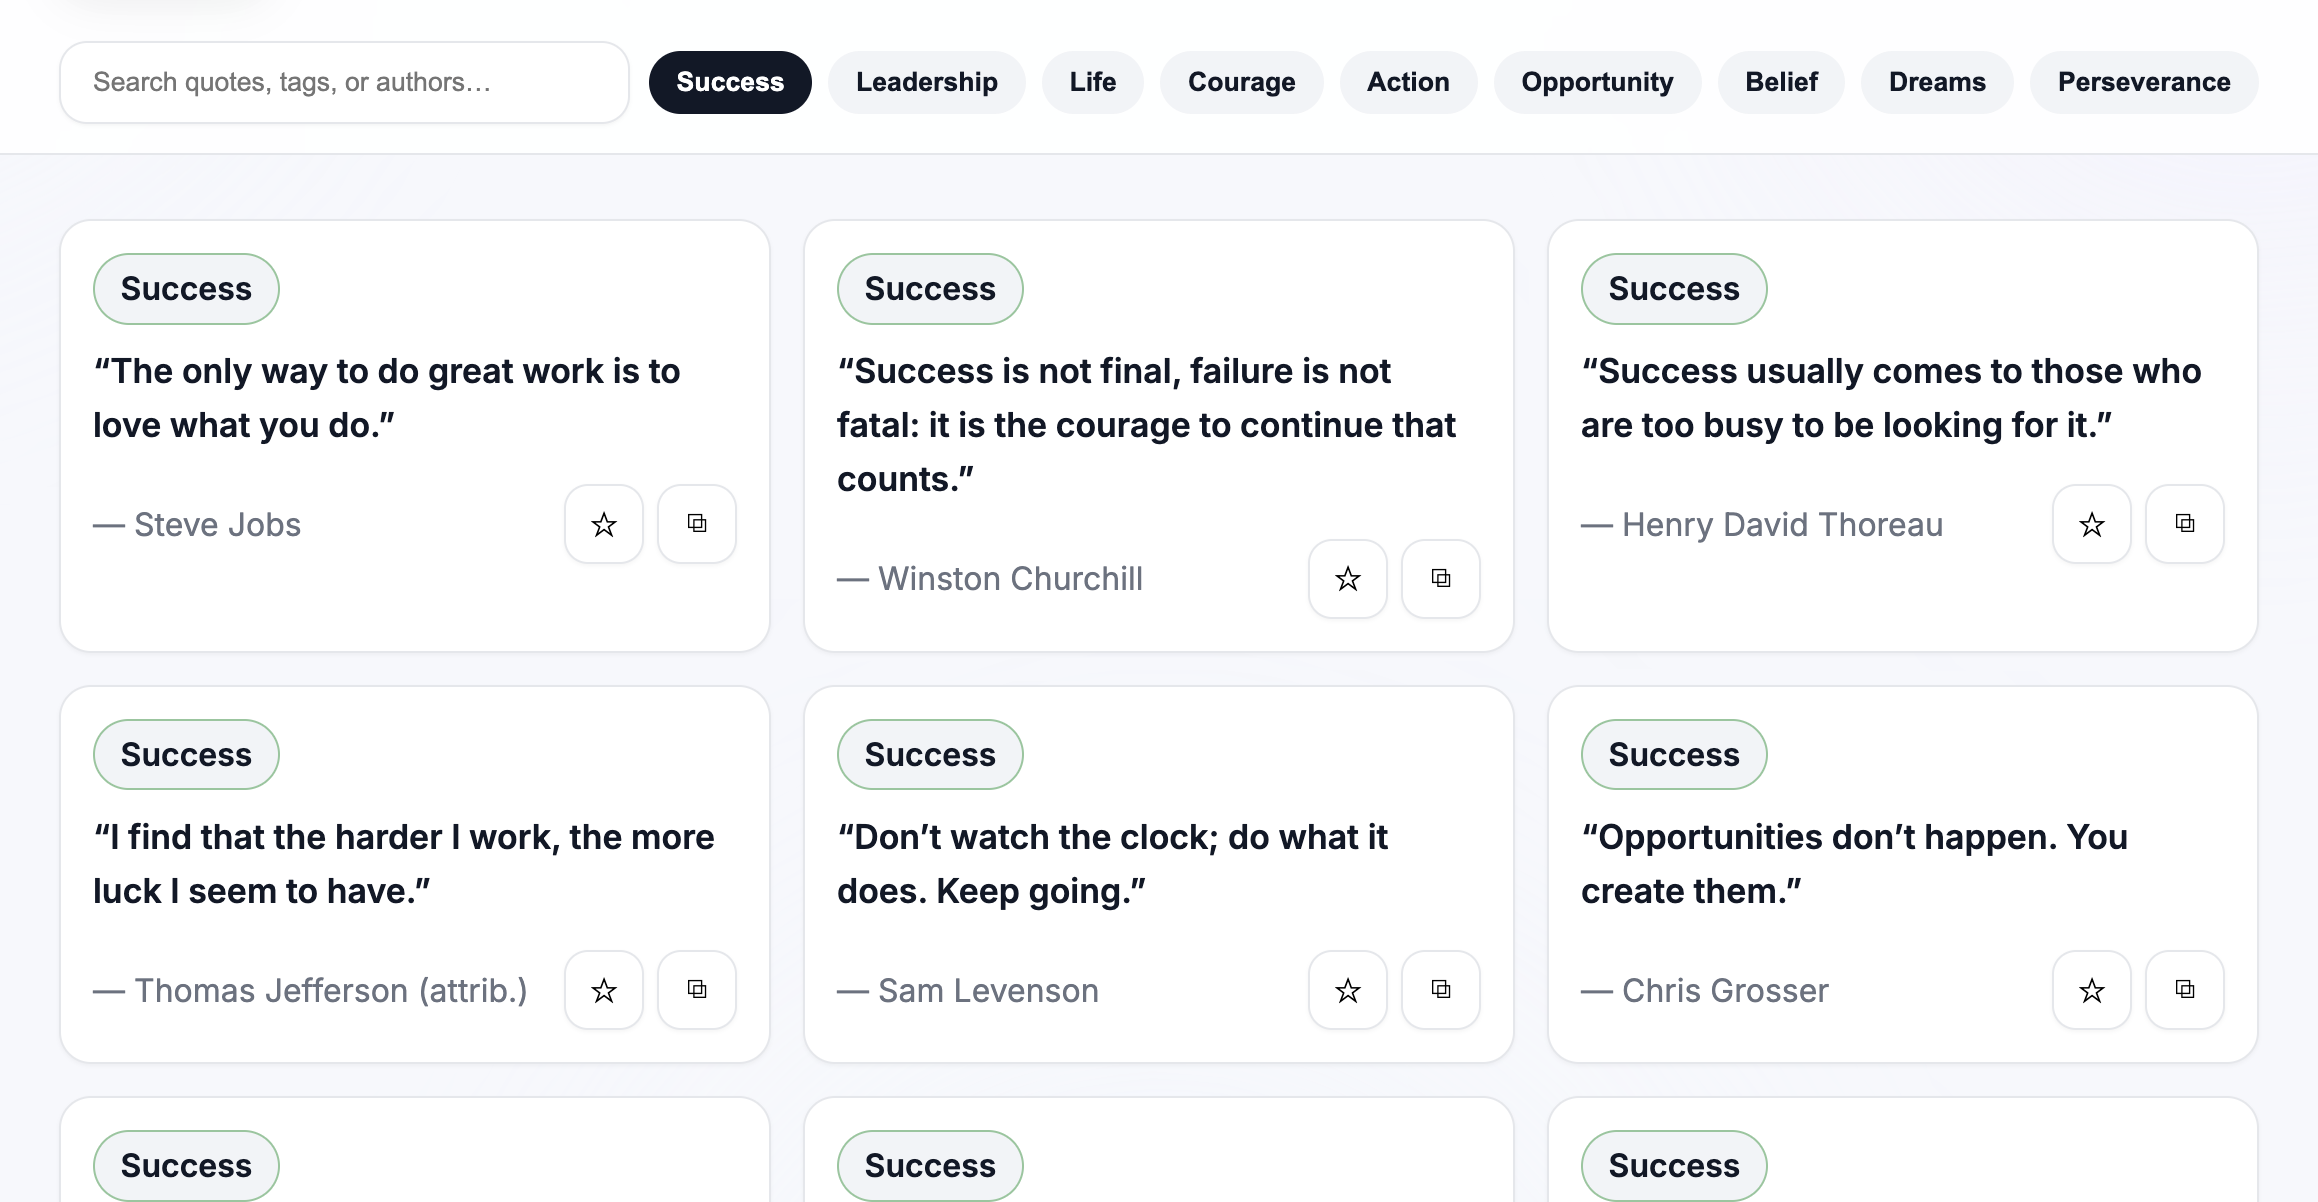 Search quotes, tags, or authors…
Success
Leadership
Life
Courage
Action
Opportunity
Belief
Dreams
Perseverance
Success
“The only way to do great work is to
love what you do.”
— Steve Jobs
Success
“Success is not final, failure is not
fatal: it is the courage to continue that
counts.”
— Winston Churchill
Success
“Success usually comes to those who
are too busy to be looking for it.”
— Henry David Thoreau
Success
“I find that the harder I work, the more
luck I seem to have.”
— Thomas Jefferson (attrib.)
Success
“Don’t watch the clock; do what it
does. Keep going.”
— Sam Levenson
Success
“Opportunities don’t happen. You
create them.”
— Chris Grosser
Success
Success
Success